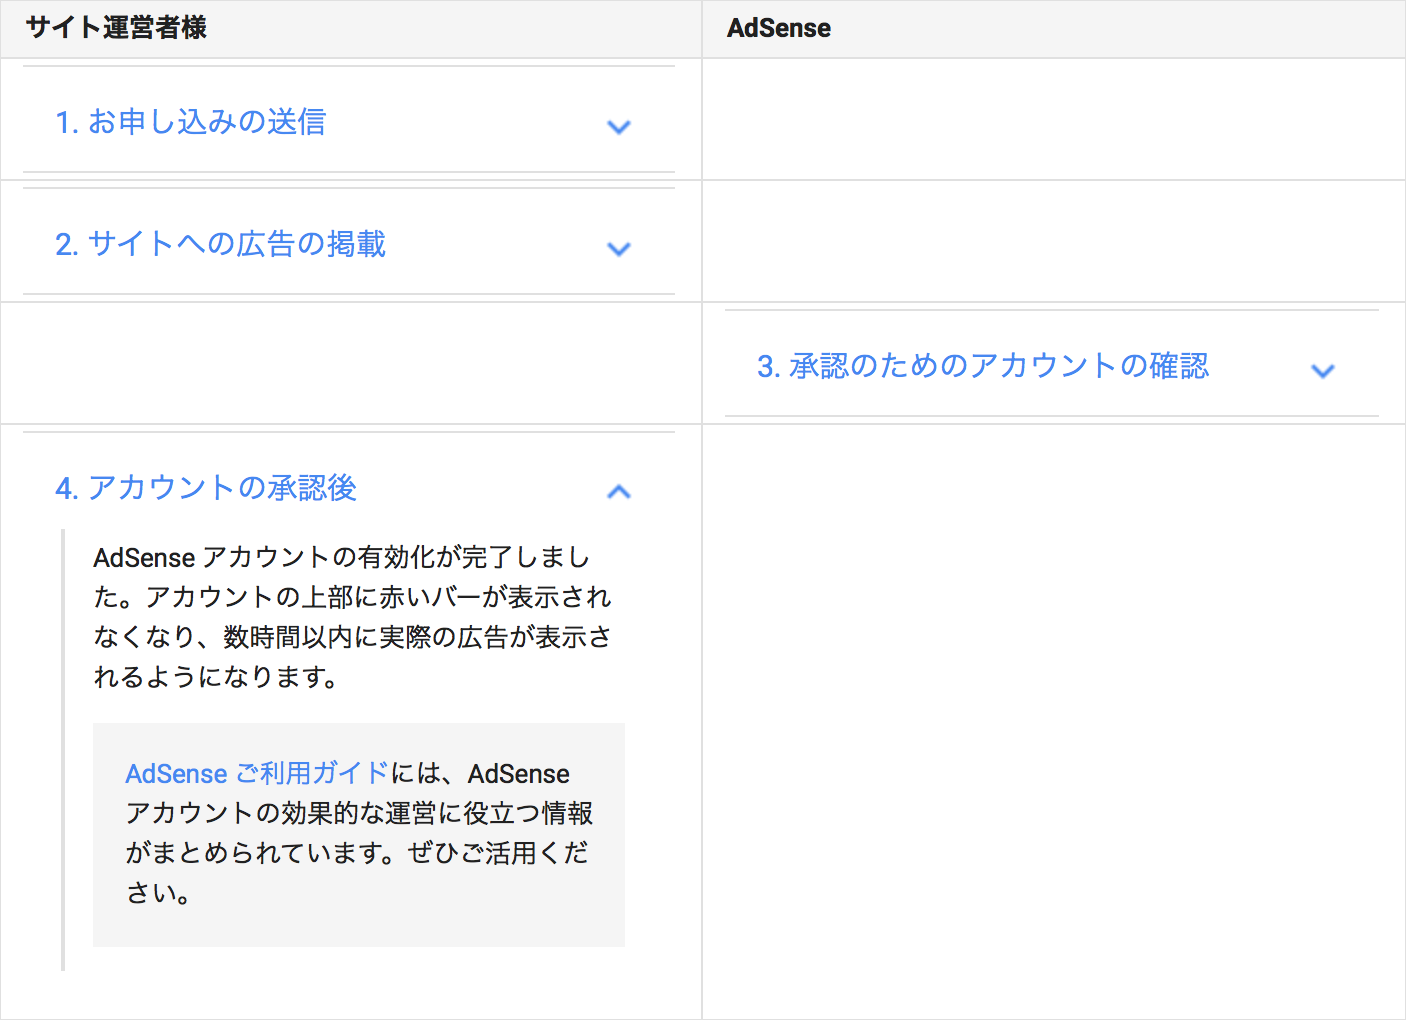 サイト運営者様
AdSense
1. お申し込みの送信
2. サイトへの広告の掲載
3. 承認のためのアカウントの確認
4. アカウントの承認後
AdSense アカウントの有効化が完了しまし
た。アカウントの上部に赤いバーが表示され
なくなり、数時間以内に実際の広告が表示さ
れるようになります。
AdSense ご利用ガイドには、AdSense
アカウントの効果的な運営に役立つ情報
がまとめられています。ぜひご活用くだ
さい。